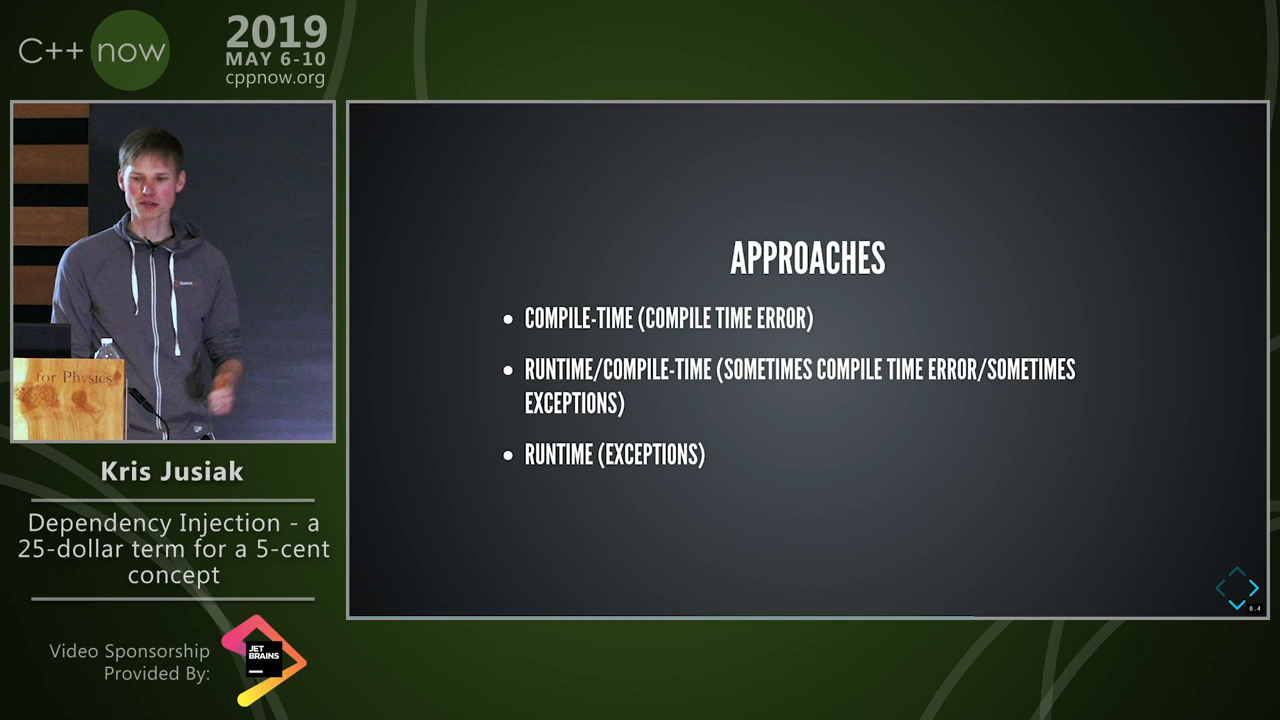 C++ now
2019
MAY 6-10
cppnow.org
for Physics
APPROACHES
COMPILE-TIME (COMPILE TIME ERROR)
RUNTIME/COMPILE-TIME (SOMETIMES COMPILE TIME ERROR/SOMETIMES
EXCEPTIONS)
RUNTIME (EXCEPTIONS)
6.4
Kris Jusiak
Dependency Injection - a
25-dollar term for a 5-cent
concept
Video Sponsorship
Provided By:
JET
BRAINS